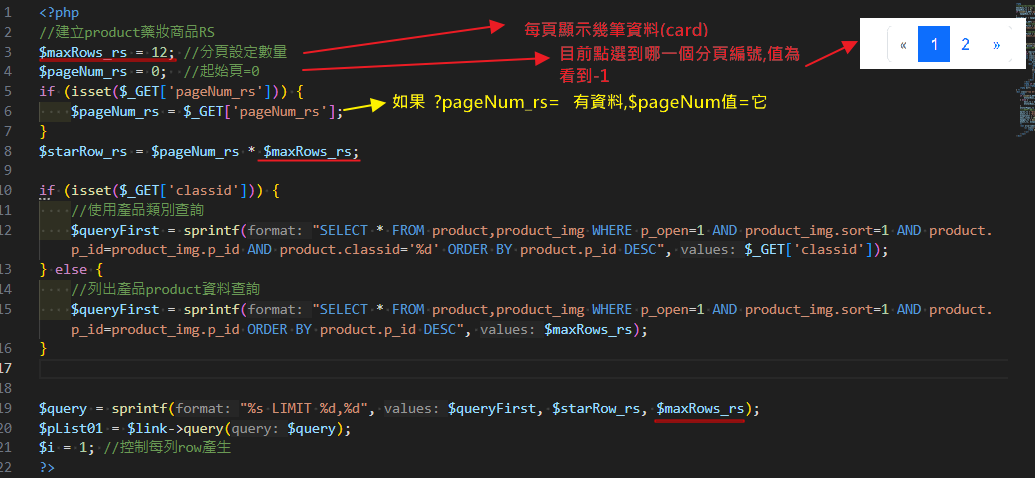 1 <?php
2 //建立product藥妝商品RS
3 $maxRows_rs = 12; //分頁設定數量
每頁顯示幾筆資料(card)
« 1 2 »
4 $pageNum_rs = 0; //起始頁=0
目前點選到哪一個分頁編號,值為
看到-1
5 if (isset($_GET['pageNum_rs'])) {
6 $pageNum_rs = $_GET['pageNum_rs'];
如果 ?pageNum_rs= 有資料,$pageNum值=它
7 }
8 $starRow_rs = $pageNum_rs * $maxRows_rs;
9
10 if (isset($_GET['classid'])) {
11 //使用產品類別查詢
12 $queryFirst = sprintf(format: "SELECT * FROM product,product_img WHERE p_open=1 AND product_img.sort=1 AND product.
p_id=product_img.p_id AND product.classid='%d' ORDER BY product.p_id DESC", values: $_GET['classid']);
13 } else {
14 //列出產品product資料查詢
15 $queryFirst = sprintf(format: "SELECT * FROM product,product_img WHERE p_open=1 AND product_img.sort=1 AND product.
p_id=product_img.p_id ORDER BY product.p_id DESC", values: $maxRows_rs);
16 }
17
18
19 $query = sprintf(format: "%s LIMIT %d,%d", values: $queryFirst, $starRow_rs, $maxRows_rs);
20 $pList01 = $link->query(query: $query);
21 $i = 1; //控制每列row產生
22 ?>